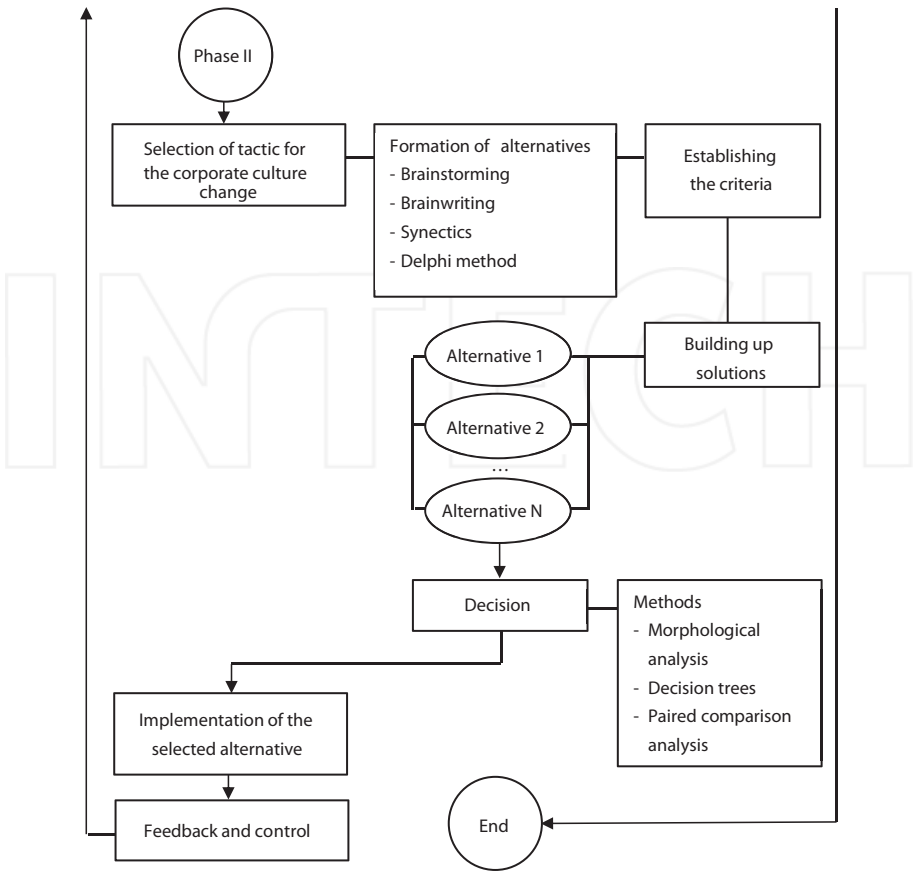 Phase II
Selection of tactic for
the corporate culture
change
Formation of alternatives
- Brainstorming
- Brainwriting
- Synectics
- Delphi method
Establishing
the criteria
Building up
solutions
Alternative 1
Alternative 2
...
Alternative N
Decision
Methods
- Morphological
analysis
- Decision trees
- Paired comparison
analysis
Implementation of the
selected alternative
Feedback and control
End
INTECH